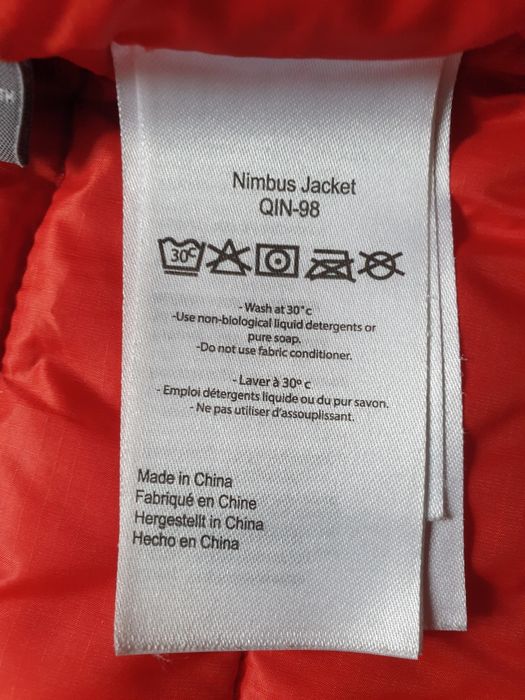 Nimbus Jacket
QIN-98
30°C
- Wash at 30°c
-Use non-biological liquid detergents or
pure soap.
-Do not use fabric conditioner.
- Laver à 30º c
- Emploi détergents liquide ou du pur savon.
- Ne pas utiliser d'assouplissant.
Made in China
Fabriqué en Chine
Hergestellt in China
Hecho en China